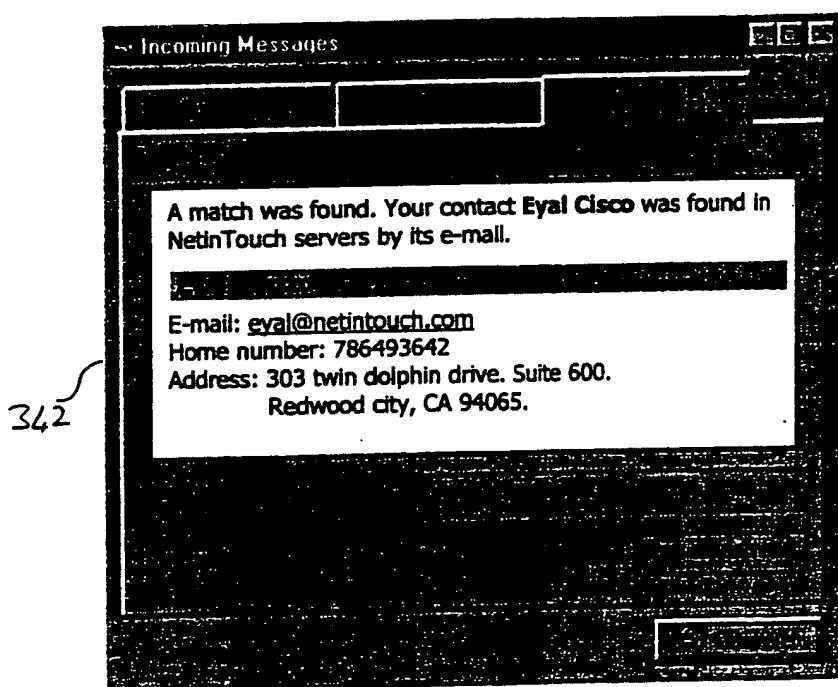 Incoming Messages
A match was found. Your contact Eyal Cisco was found in
NetinTouch servers by its e-mail.
E-mail: eyal@netintouch.com
Home number: 786493642
Address: 303 twin dolphin drive. Suite 600.
Redwood city, CA 94065.
342